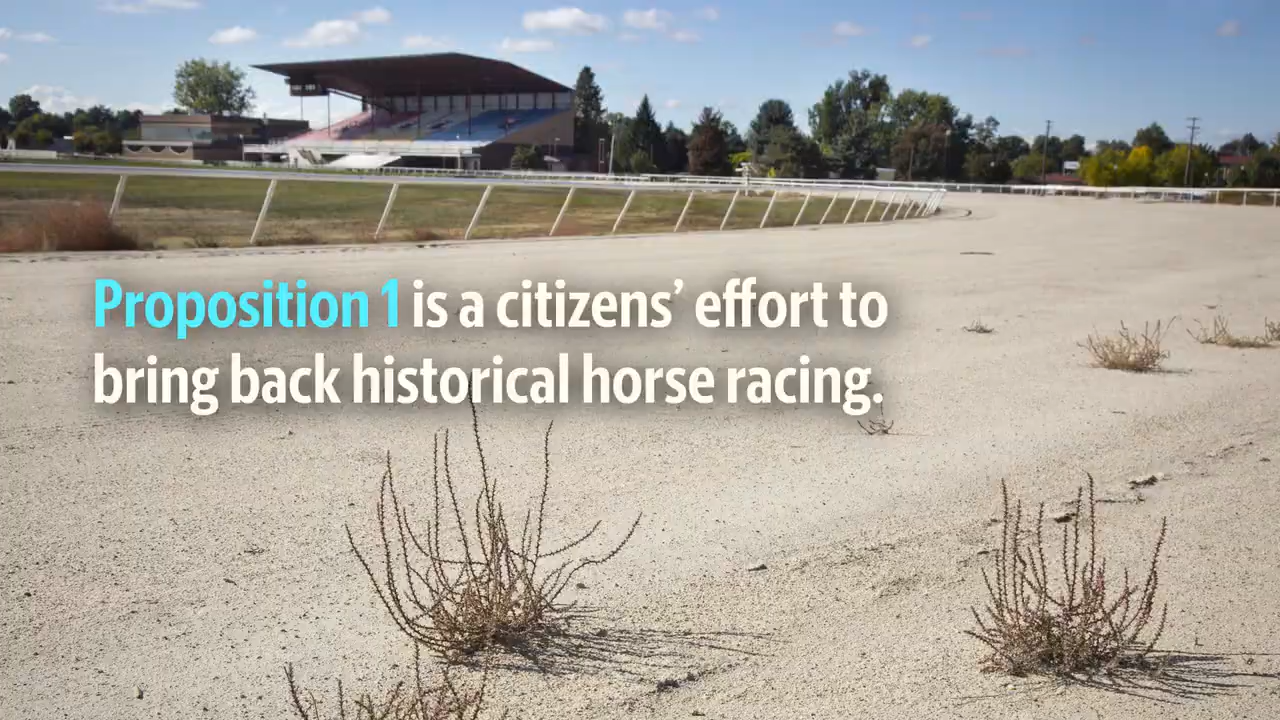 Proposition 1 is a citizens’ effort to
bring back historical horse racing.